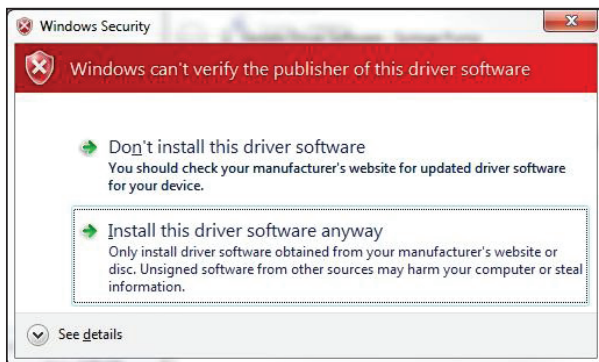 Windows Security
Windows can't verify the publisher of this driver software
Don't install this driver software
You should check your manufacturer's website for updated driver software
for your device.
Install this driver software anyway
Only install driver software obtained from your manufacturer's website or
disc. Unsigned software from other sources may harm your computer or steal
information.
See details